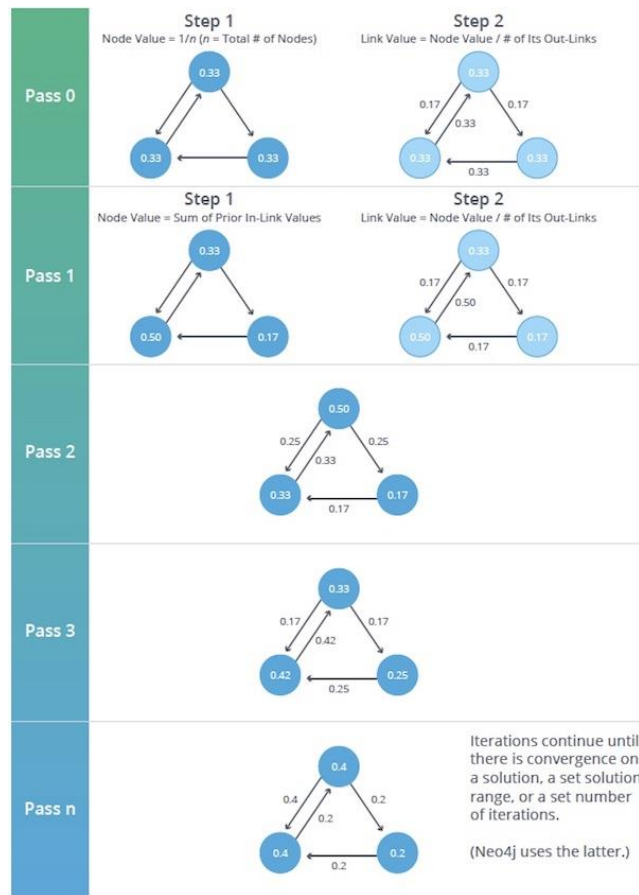 Step 1
Node Value = 1/n (n = Total # of Nodes)
Step 2
Link Value = Node Value / # of Its Out-Links
Pass 0
0.33
0.33
0.33
0.33
0.17
0.17
0.33
0.33
0.33
0.33
Step 1
Node Value = Sum of Prior In-Link Values
Step 2
Link Value = Node Value / # of Its Out-Links
Pass 1
0.33
0.50
0.17
0.33
0.17
0.17
0.50
0.50
0.17
0.17
Pass 2
0.50
0.25
0.25
0.33
0.33
0.17
0.17
Pass 3
0.33
0.17
0.17
0.42
0.42
0.25
0.25
Pass n
0.4
0.4
0.2
0.2
0.4
0.2
0.2
Iterations continue until
there is convergence on
a solution, a set solution
range, or a set number
of iterations.
(Neo4j uses the latter.)